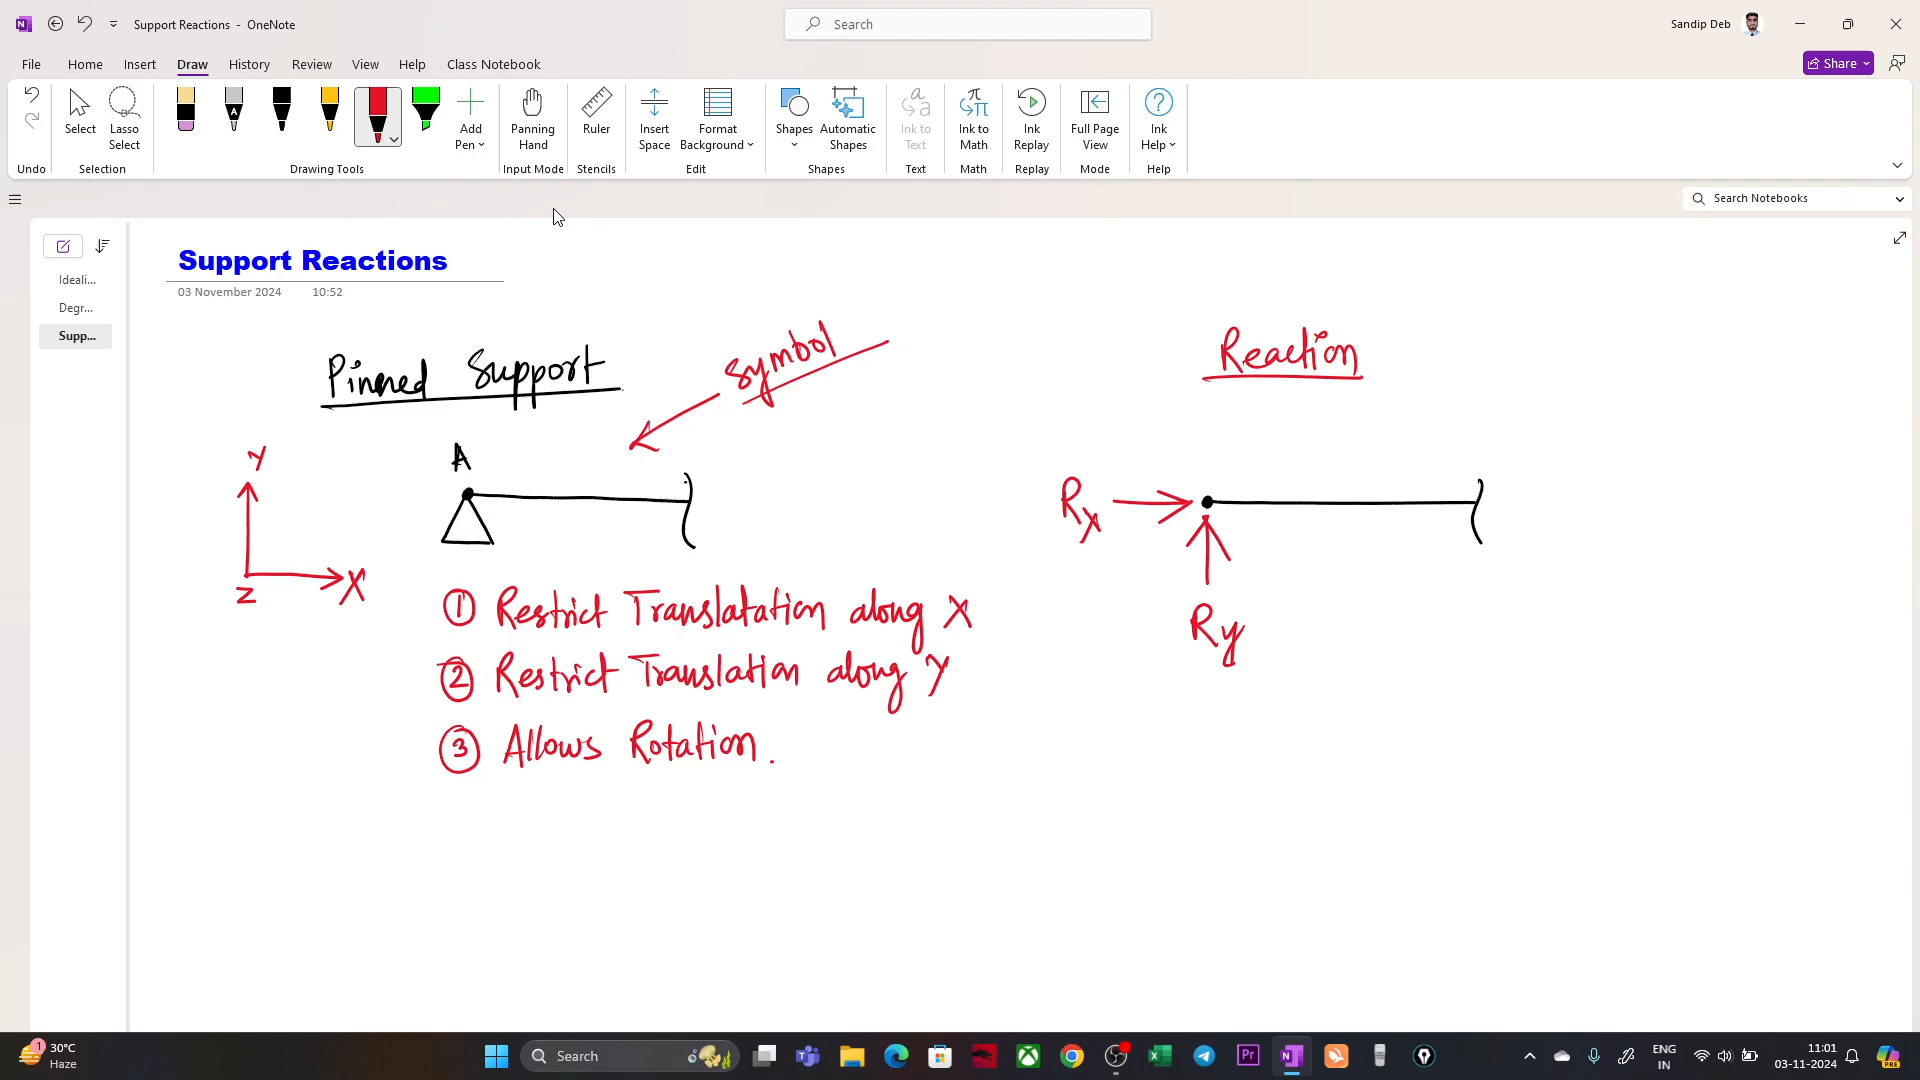 Support Reactions - OneNote
Search
Sandip Deb
File Home Insert Draw History Review View Help Class Notebook
Share
Select
Lasso Select
A
Add Pen
Panning Hand
Ruler
Insert Space
Format Background
Shapes
Automatic Shapes
a
Ink to Text
Ink to Math
Ink Replay
Full Page View
Ink Help
Undo Selection Drawing Tools Input Mode Stencils Edit Shapes Text Math Replay Mode Help
Search Notebooks
Ideali...
Degr...
Supp...
Support Reactions
03 November 2024 10:52
Pinned Support
Symbol
Reaction
Y
A
Rx
Z
X
Ry
① Restrict Translatation along X
② Restrict Translation along Y
③ Allows Rotation.
1
30°C
Haze
Search
ENG
IN
11:01
03-11-2024